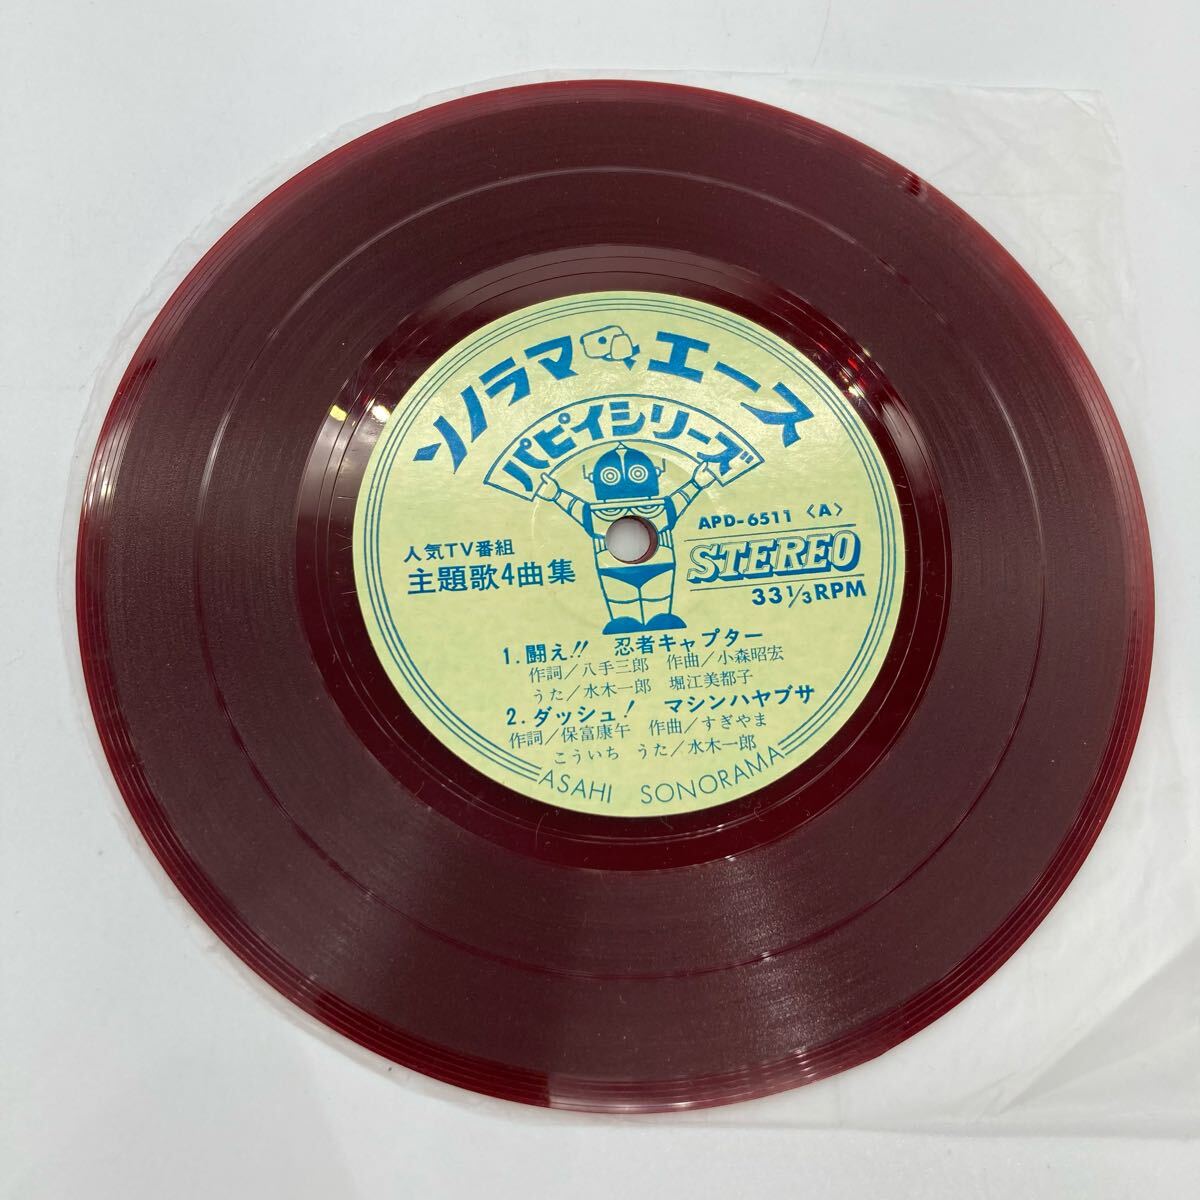 ソノラマエース
パピイシリーズ
APD-6511 〈A〉
STEREO
33 1/3 RPM
人気TV番組
主題歌4曲集
1. 闘え!! 忍者キャプター
作詞/八手三郎 作曲/小森昭宏
うた/水木一郎 堀江美都子
2. ダッシュ! マシンハヤブサ
作詞/保富康午 作曲/すぎやま
こういち うた/水木一郎
ASAHI SONORAMA